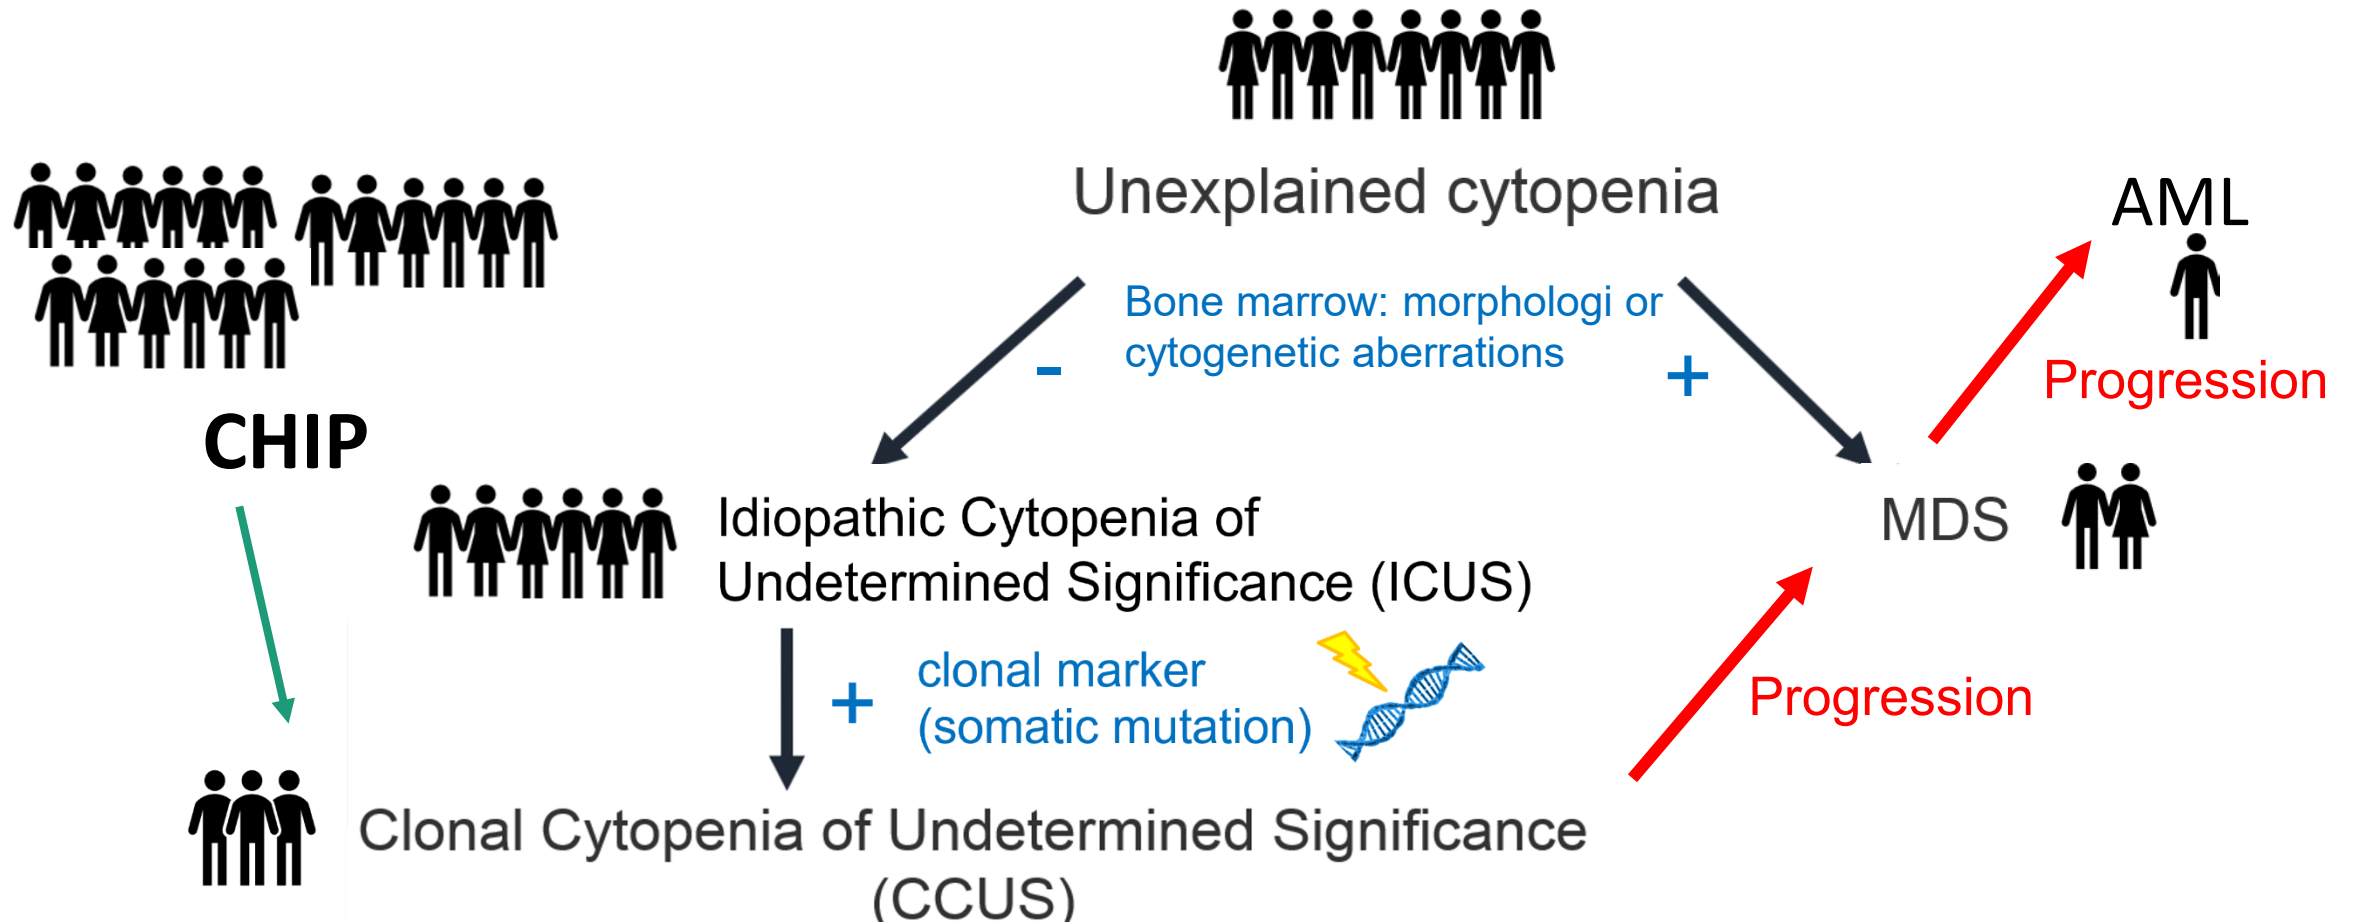 Unexplained cytopenia
AML
Bone marrow: morphologi or
cytogenetic aberrations
-
+
Progression
CHIP
Idiopathic Cytopenia of
Undetermined Significance (ICUS)
MDS
+
clonal marker
(somatic mutation)
Progression
Clonal Cytopenia of Undetermined Significance
(CCUS)